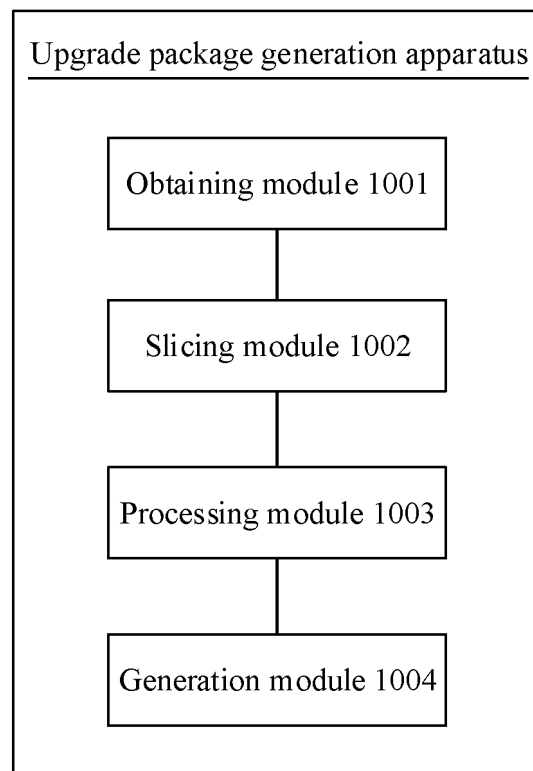 Upgrade package generation apparatus
Obtaining module 1001
Slicing module 1002
Processing module 1003
Generation module 1004